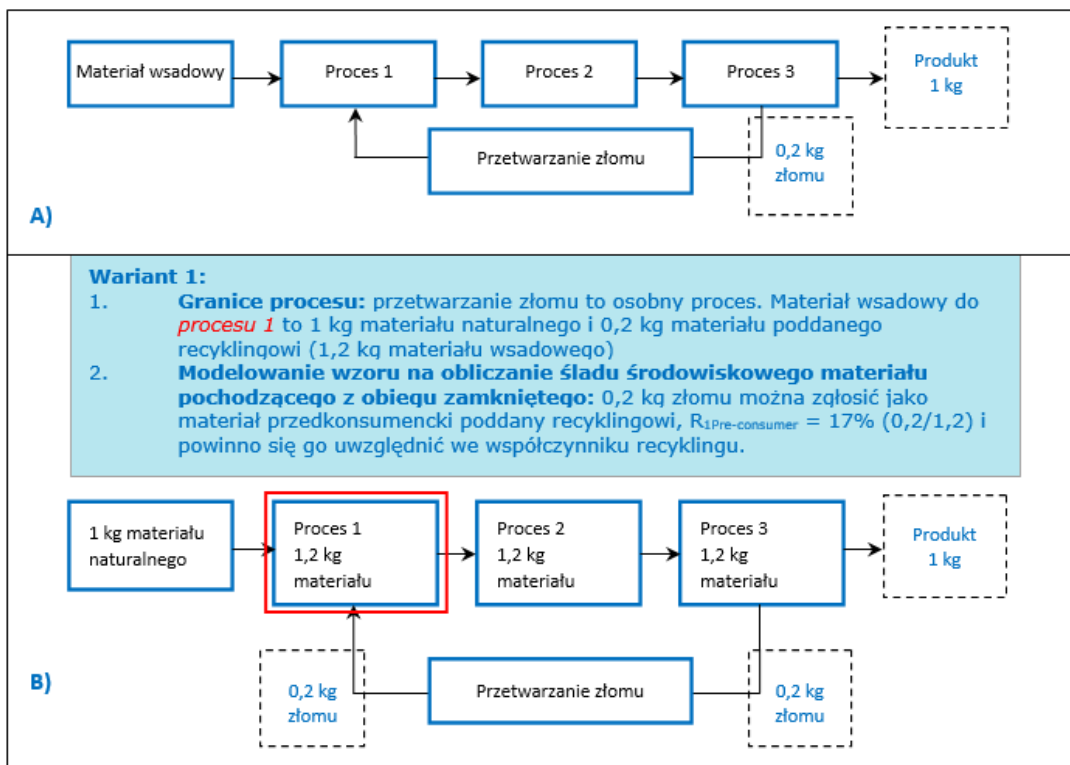 Materiał wsadowy
Proces 1
Proces 2
Proces 3
Produkt
1 kg
Przetwarzanie złomu
0,2 kg
złomu
A)
Wariant 1:
1. Granice procesu: przetwarzanie złomu to osobny proces. Materiał wsadowy do
procesu 1 to 1 kg materiału naturalnego i 0,2 kg materiału poddanego
recyklingowi (1,2 kg materiału wsadowego)
2. Modelowanie wzoru na obliczanie śladu środowiskowego materiału
pochodzącego z obiegu zamkniętego: 0,2 kg złomu można zgłosić jako
materiał przedkonsumencki poddany recyklingowi, R1Pre-consumer = 17% (0,2/1,2) i
powinno się go uwzględnić we współczynniku recyklingu.
1 kg materiału
naturalnego
Proces 1
1,2 kg
materiału
Proces 2
1,2 kg
materiału
Proces 3
1,2 kg
materiału
Produkt
1 kg
B)
0,2 kg
złomu
Przetwarzanie złomu
0,2 kg
złomu